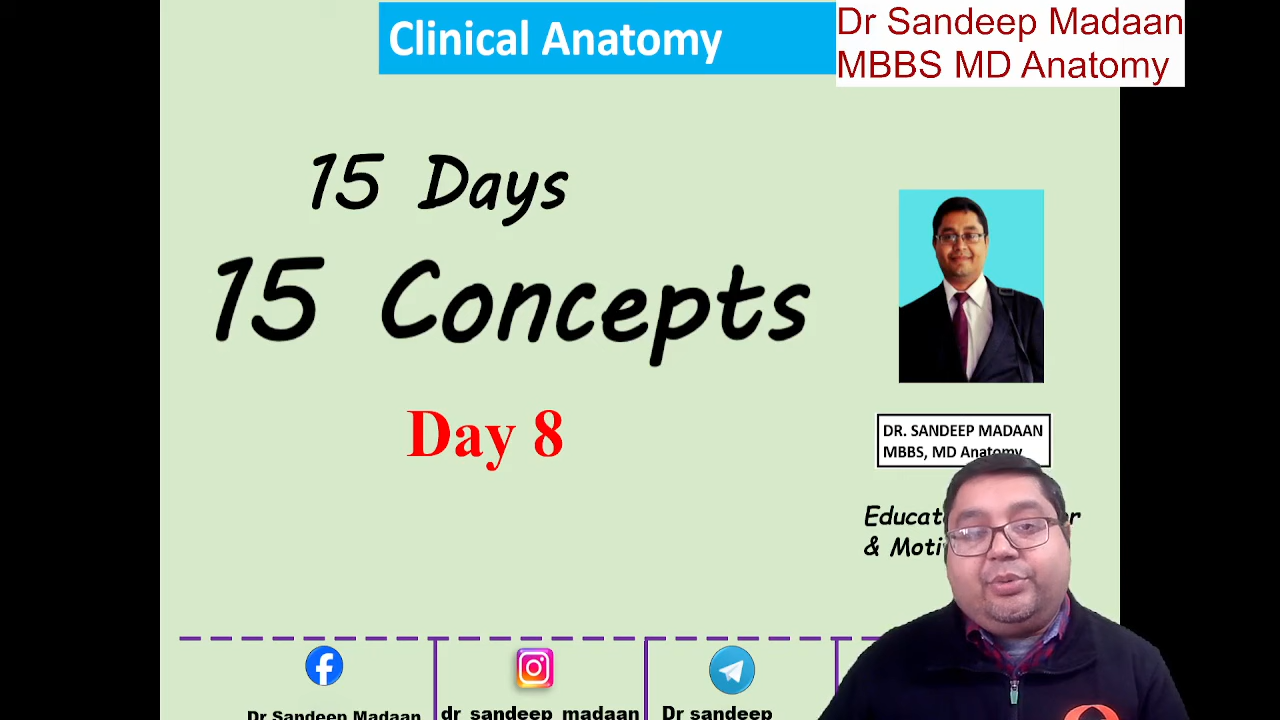 Clinical Anatomy
Dr Sandeep Madaan
MBBS MD Anatomy
15 Days
15 Concepts
Day 8
DR. SANDEEP MADAAN
MBBS, MD Anatomy
& 
Dr Sandeep Madaan
dr_sandeep_madaan
Dr sandeep